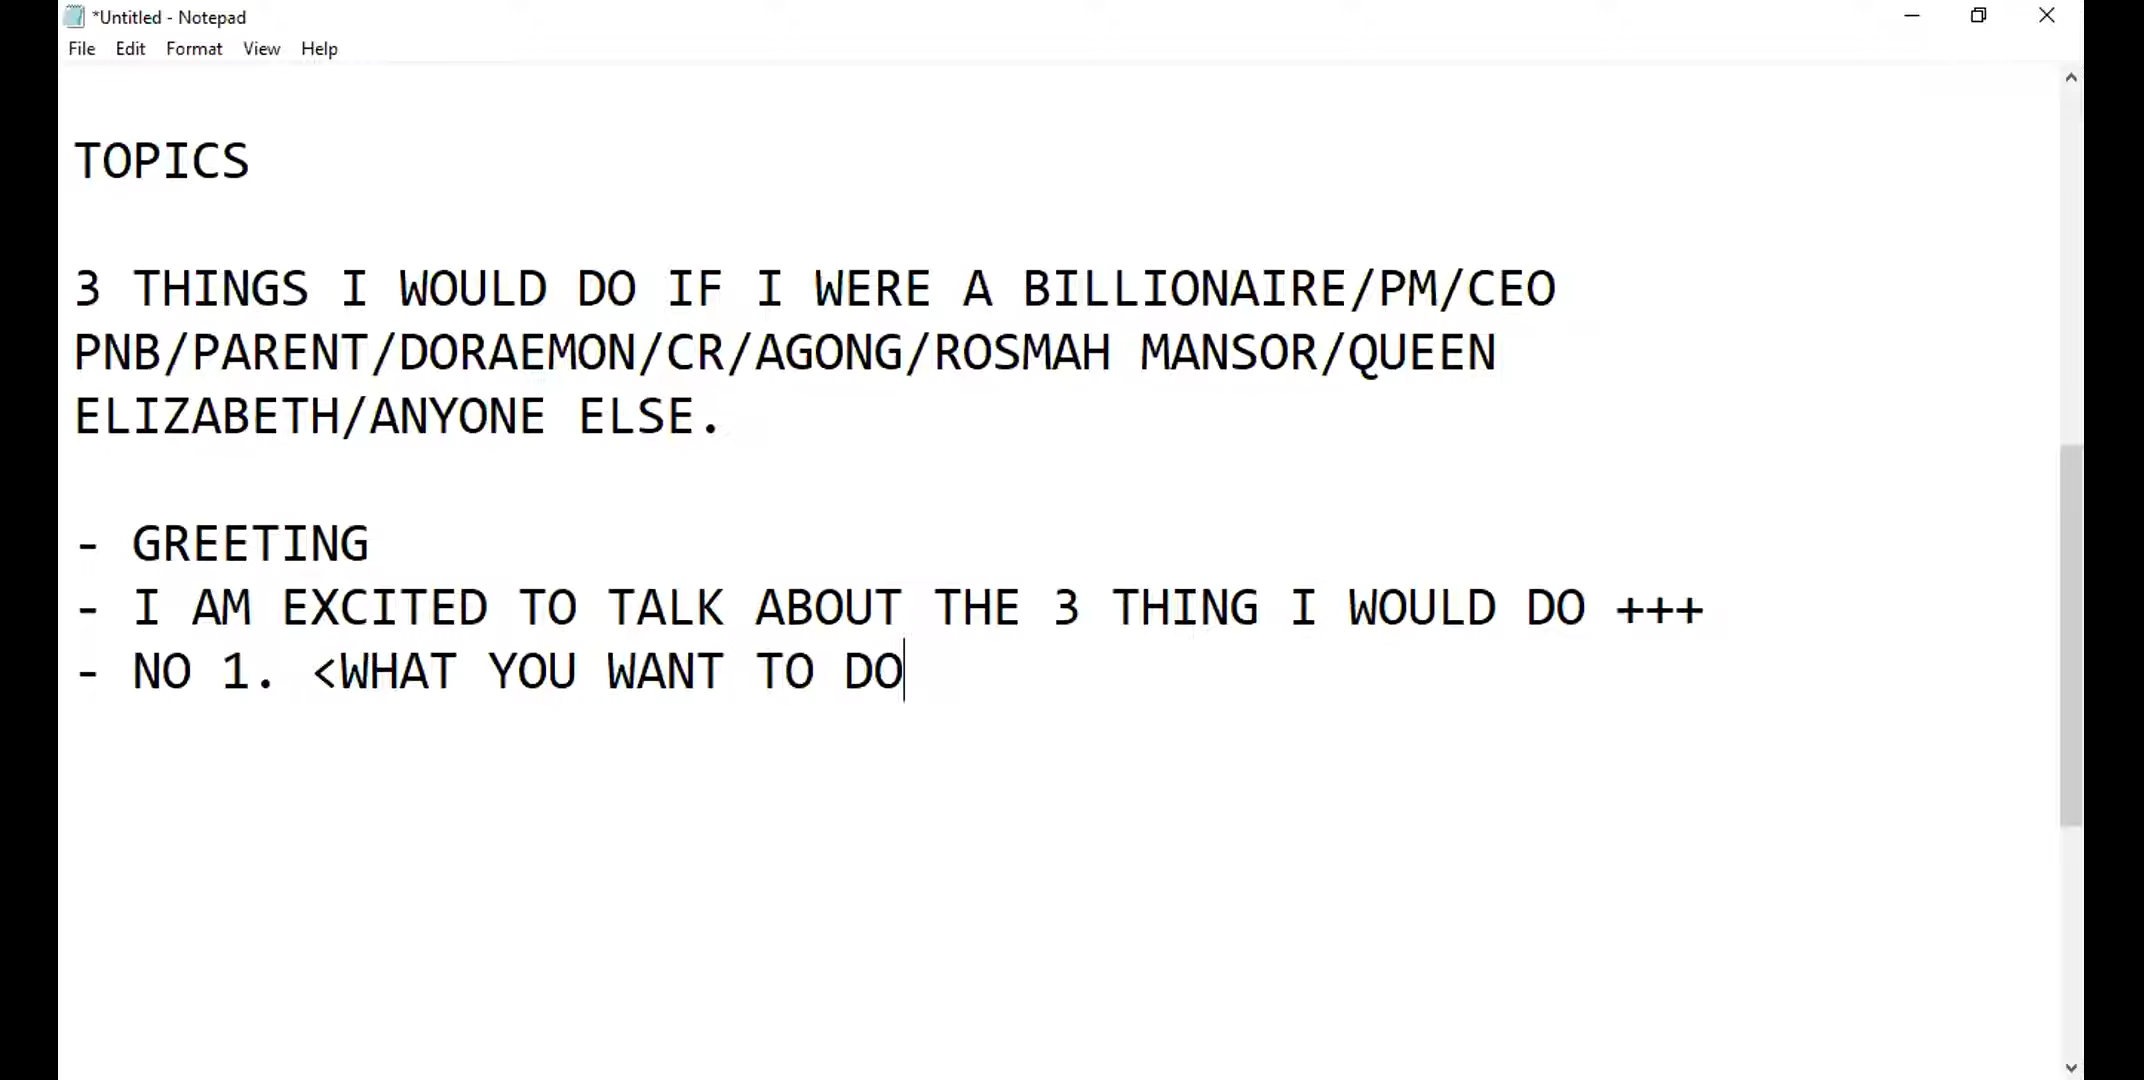 *Untitled - Notepad
File Edit Format View Help
TOPICS
3 THINGS I WOULD DO IF I WERE A BILLIONAIRE/PM/CEO
PNB/PARENT/DORAEMON/CR/AGONG/ROSMAH MANSOR/QUEEN
ELIZABETH/ANYONE ELSE.
- GREETING
- I AM EXCITED TO TALK ABOUT THE 3 THING I WOULD DO +++
- NO 1. <WHAT YOU WANT TO DO